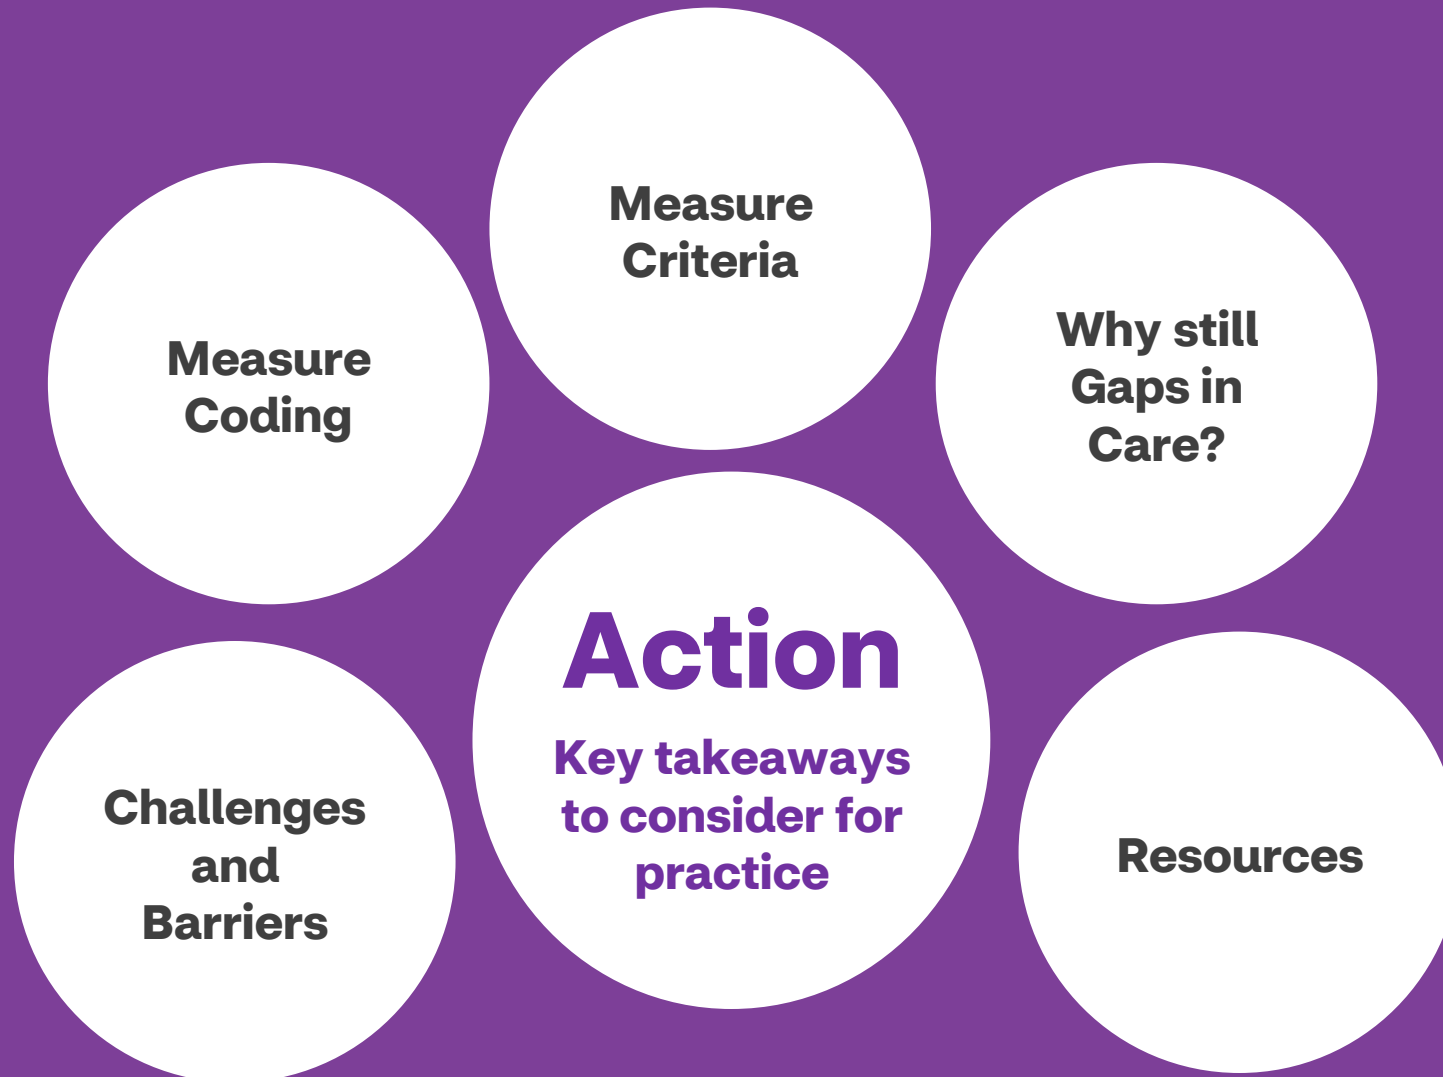 Measure
Criteria
Measure
Coding
Why still
Gaps in
Care?
Action
Key takeaways
to consider for
practice
Challenges
and
Barriers
Resources